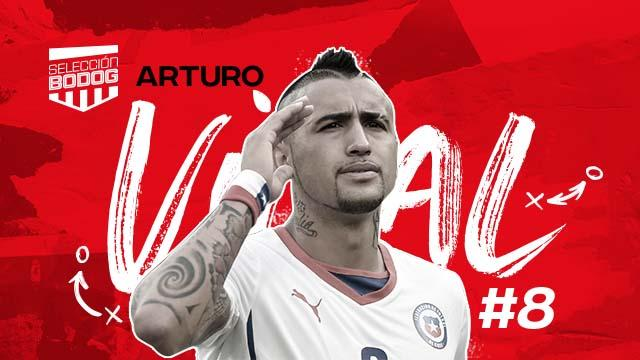 SELECCIÓN
BODOG
ARTURO
VIDAL
#8